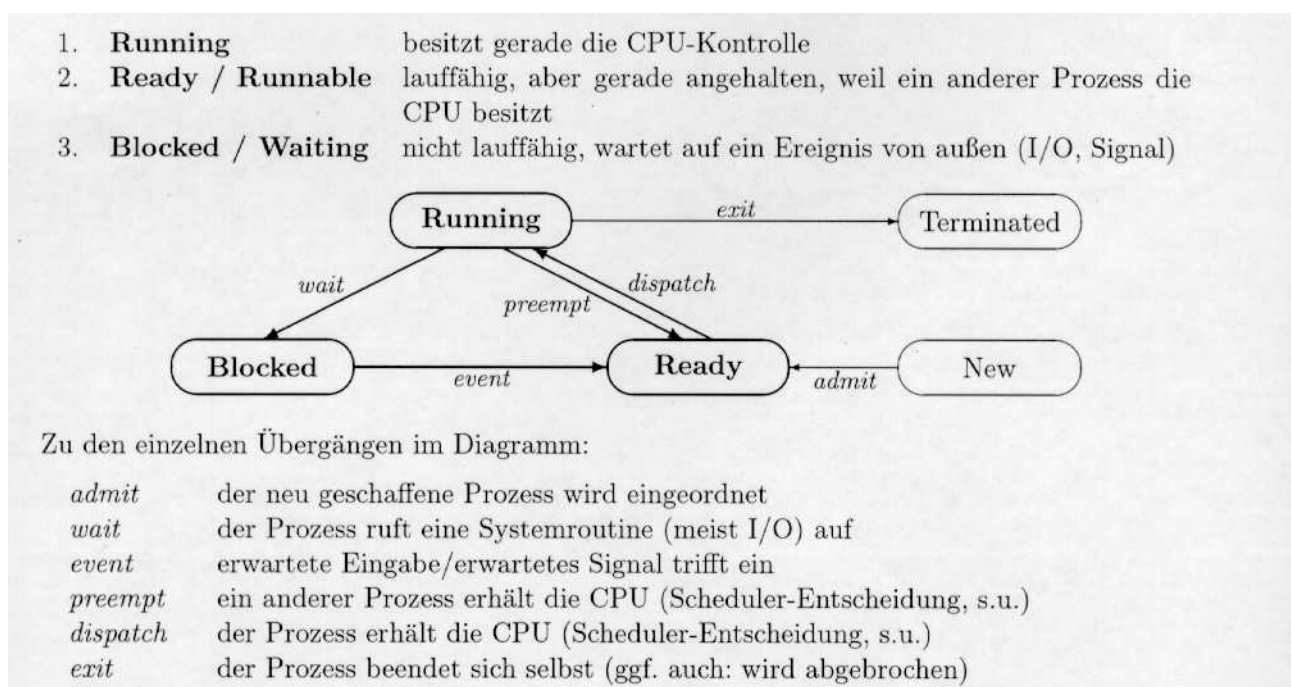 1. Running besitzt gerade die CPU-Kontrolle
2. Ready / Runnable lauffähig, aber gerade angehalten, weil ein anderer Prozess die
CPU besitzt
3. Blocked / Waiting nicht lauffähig, wartet auf ein Ereignis von außen (I/O, Signal)
Running exit Terminated
wait dispatch
preempt
Blocked event Ready admit New
Zu den einzelnen Übergängen im Diagramm:
admit der neu geschaffene Prozess wird eingeordnet
wait der Prozess ruft eine Systemroutine (meist I/O) auf
event erwartete Eingabe/erwartetes Signal trifft ein
preempt ein anderer Prozess erhält die CPU (Scheduler-Entscheidung, s.u.)
dispatch der Prozess erhält die CPU (Scheduler-Entscheidung, s.u.)
exit der Prozess beendet sich selbst (ggf. auch: wird abgebrochen)